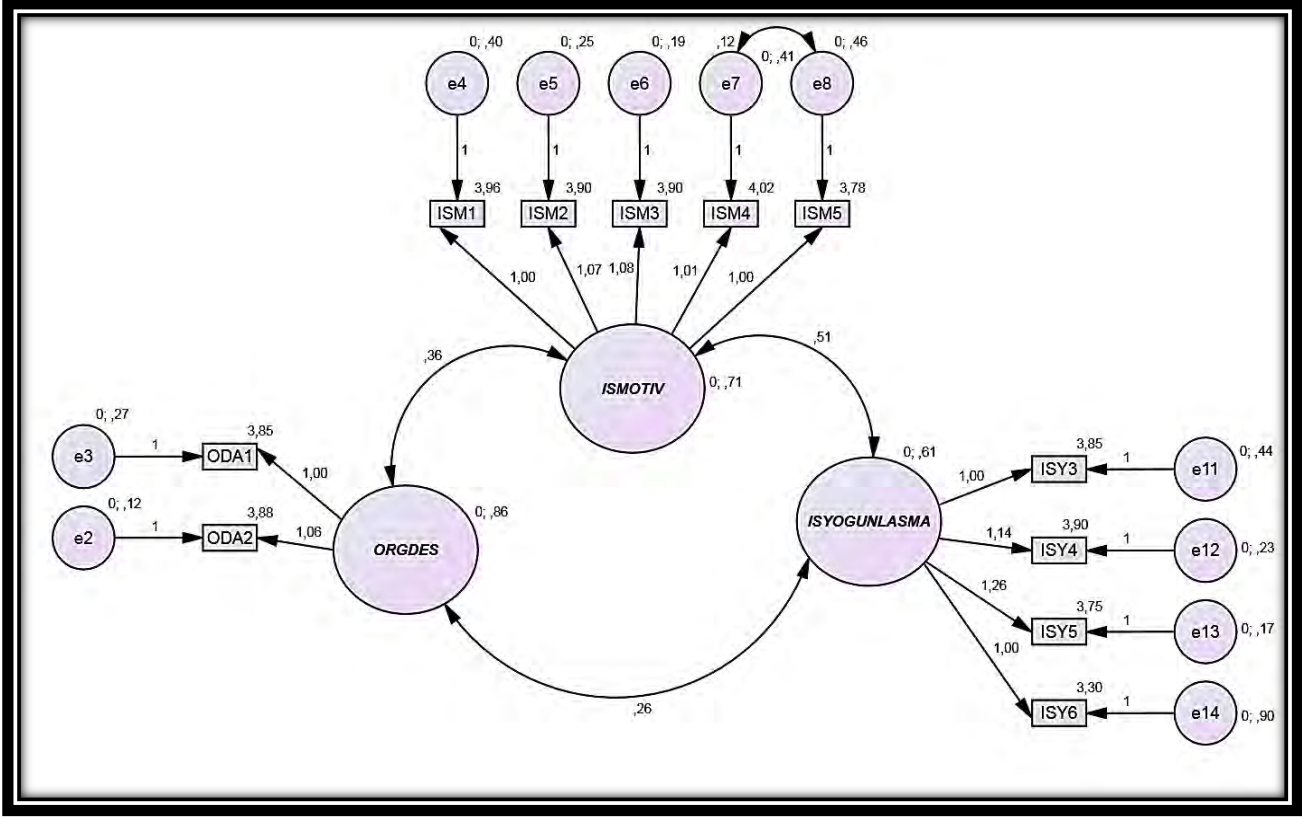 0; ,40
0; ,25
0; ,19
,12
0; ,41
0; ,46
e4
e5
e6
e7
e8
1
1
1
1
1
3,96
3,90
3,90
4,02
3,78
ISM1
ISM2
ISM3
ISM4
ISM5
1,00
1,07
1,08
1,01
1,00
,36
,51
ISMOTIV
0; ,71
0; ,27
e3
1
3,85
ODA1
1,00
0; ,12
e2
1
3,88
ODA2
1,06
0; ,86
ORGDES
0; ,61
ISYOGUNLASMA
1,00
3,85
ISY3
1
e11
0; ,44
1,14
3,90
ISY4
1
e12
0; ,23
1,26
3,75
ISY5
1
e13
0; ,17
1,00
3,30
ISY6
1
e14
0; ,90
,26